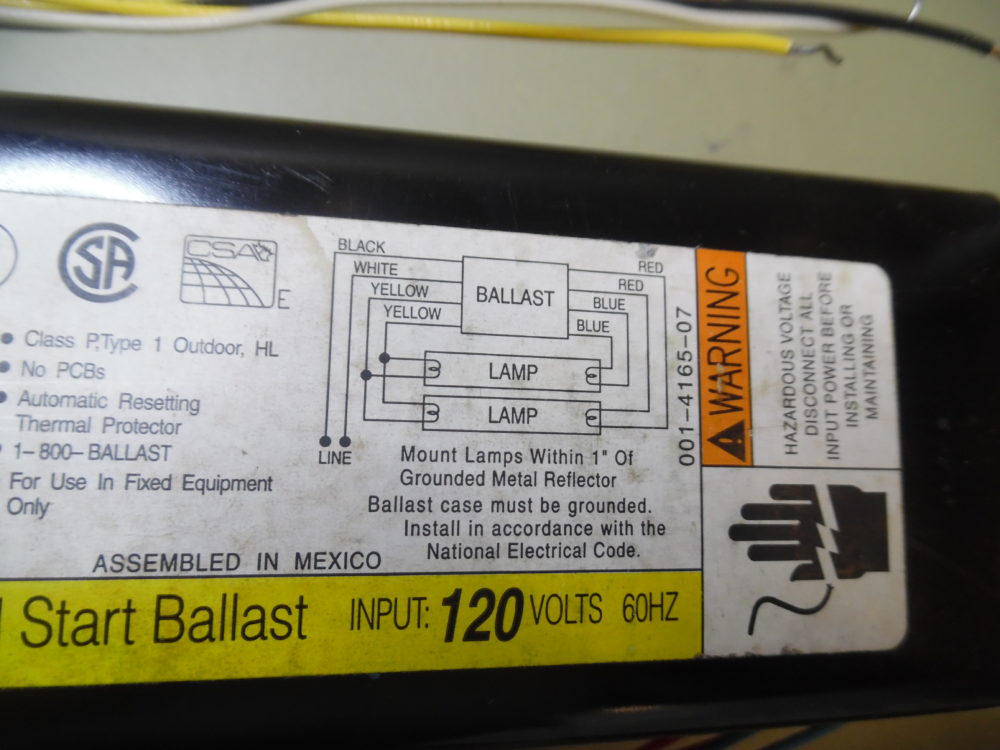 CSA
E
● Class P,Type 1 Outdoor, HL
● No PCBs
● Automatic Resetting
Thermal Protector
1-800-BALLAST
For Use In Fixed Equipment
Only
ASSEMBLED IN MEXICO
BLACK
WHITE
YELLOW
YELLOW
BALLAST
RED
RED
BLUE
BLUE
LAMP
LAMP
LINE
Mount Lamps Within 1" Of
Grounded Metal Reflector
Ballast case must be grounded.
Install in accordance with the
National Electrical Code.
001-4165-07
WARNING
HAZARDOUS VOLTAGE
DISCONNECT ALL
INPUT POWER BEFORE
INSTALLING OR
MAINTAINING
Start Ballast INPUT: 120 VOLTS 60HZ